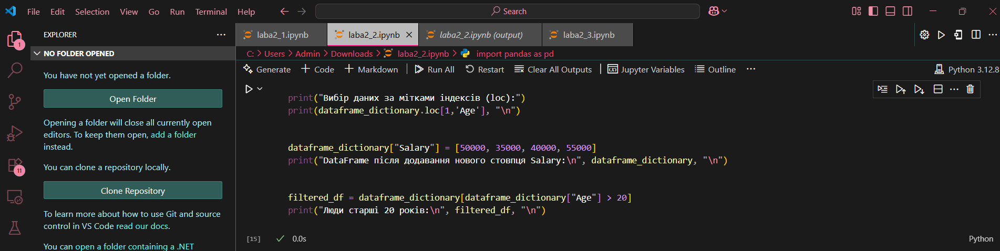 File Edit Selection View Go Run Terminal Help
Search
EXPLORER
1
NO FOLDER OPENED
You have not yet opened a folder.
Open Folder
Opening a folder will close all currently open
editors. To keep them open, add a folder
instead.
11
You can clone a repository locally.
Clone Repository
To learn more about how to use Git and source
control in VS Code read our docs.
You can open a folder containing a .NET
laba2_1.ipynb laba2_2.ipynb laba2_2.ipynb (output) laba2_3.ipynb
C: > Users > Admin > Downloads > laba2_2.ipynb > import pandas as pd
Generate + Code + Markdown Run All Restart Clear All Outputs Jupyter Variables Outline ... Python 3.12.8
print("Вибір даних за мітками індексів (loc):")
print(dataframe_dictionary.loc[1,'Age'], "\n")
dataframe_dictionary["Salary"] = [50000, 35000, 40000, 55000]
print("DataFrame після додавання нового стовпця Salary:\n", dataframe_dictionary, "\n")
filtered_df = dataframe_dictionary[dataframe_dictionary["Age"] > 20]
print("Люди старші 20 років:\n", filtered_df, "\n")
[15] 0.0s Python